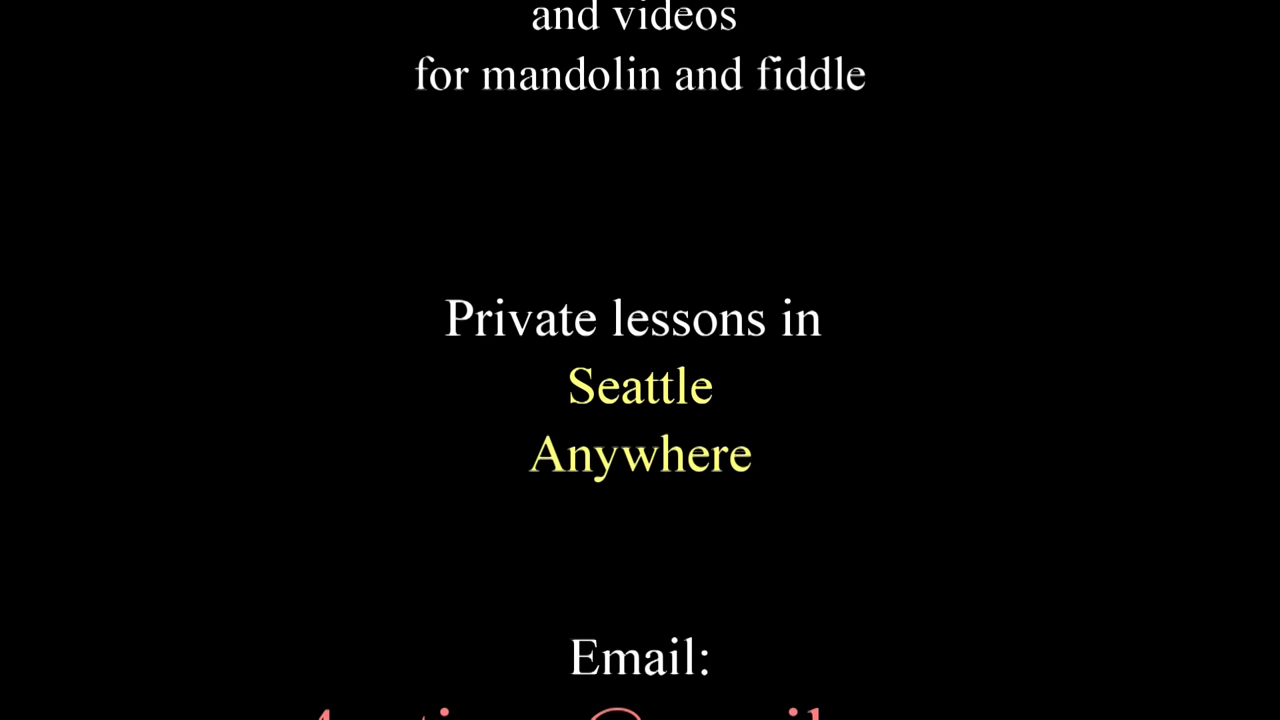 and videos
for mandolin and fiddle
Private lessons in
Seattle
Anywhere
Email: